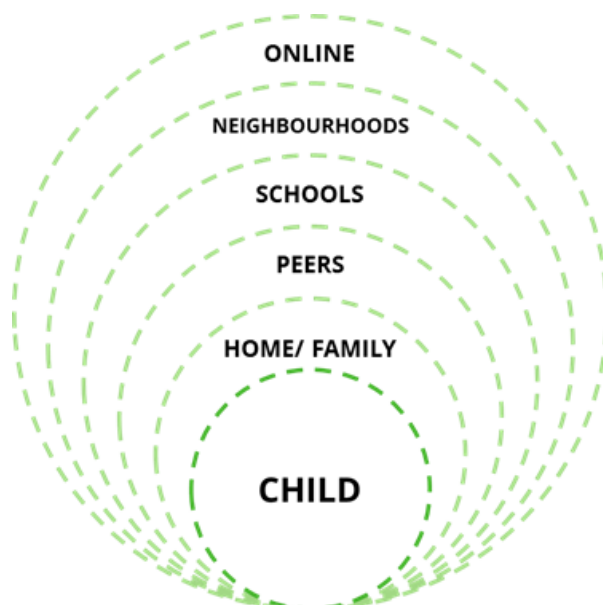 ONLINE
NEIGHBOURHOODS
SCHOOLS
PEERS
HOME/ FAMILY
CHILD